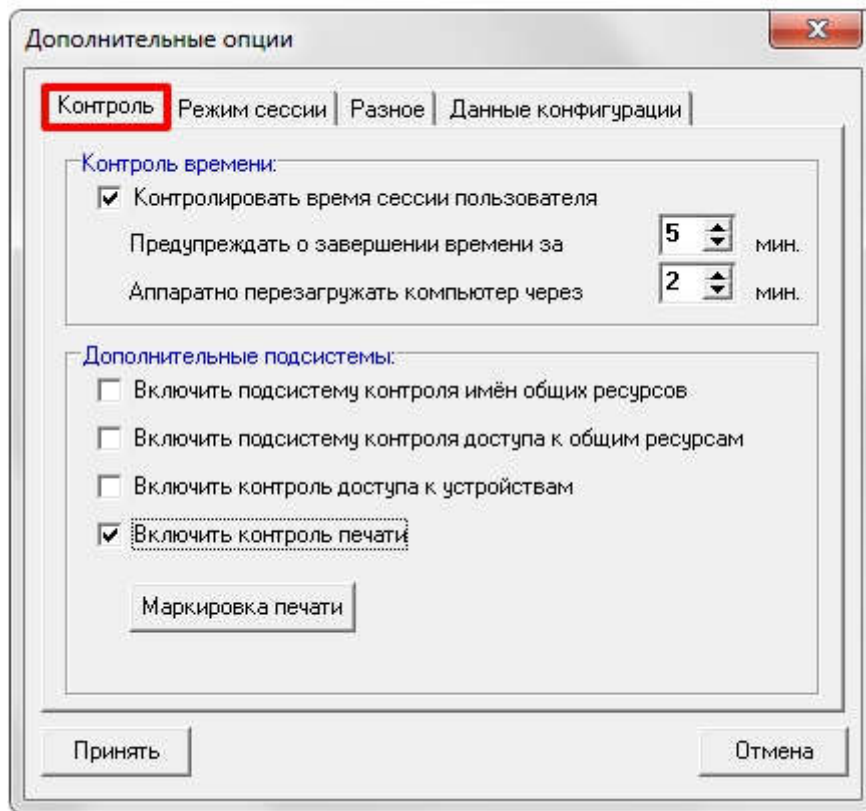 Дополнительные опции
Контроль Режим сессии Разное Данные конфигурации
Контроль времени:
Контролировать время сессии пользователя
Предупреждать о завершении времени за 5 мин.
Аппаратно перезагружать компьютер через 2 мин.
Дополнительные подсистемы:
Включить подсистему контроля имён общих ресурсов
Включить подсистему контроля доступа к общим ресурсам
Включить контроль доступа к устройствам
Включить контроль печати
Маркировка печати
Принять Отмена